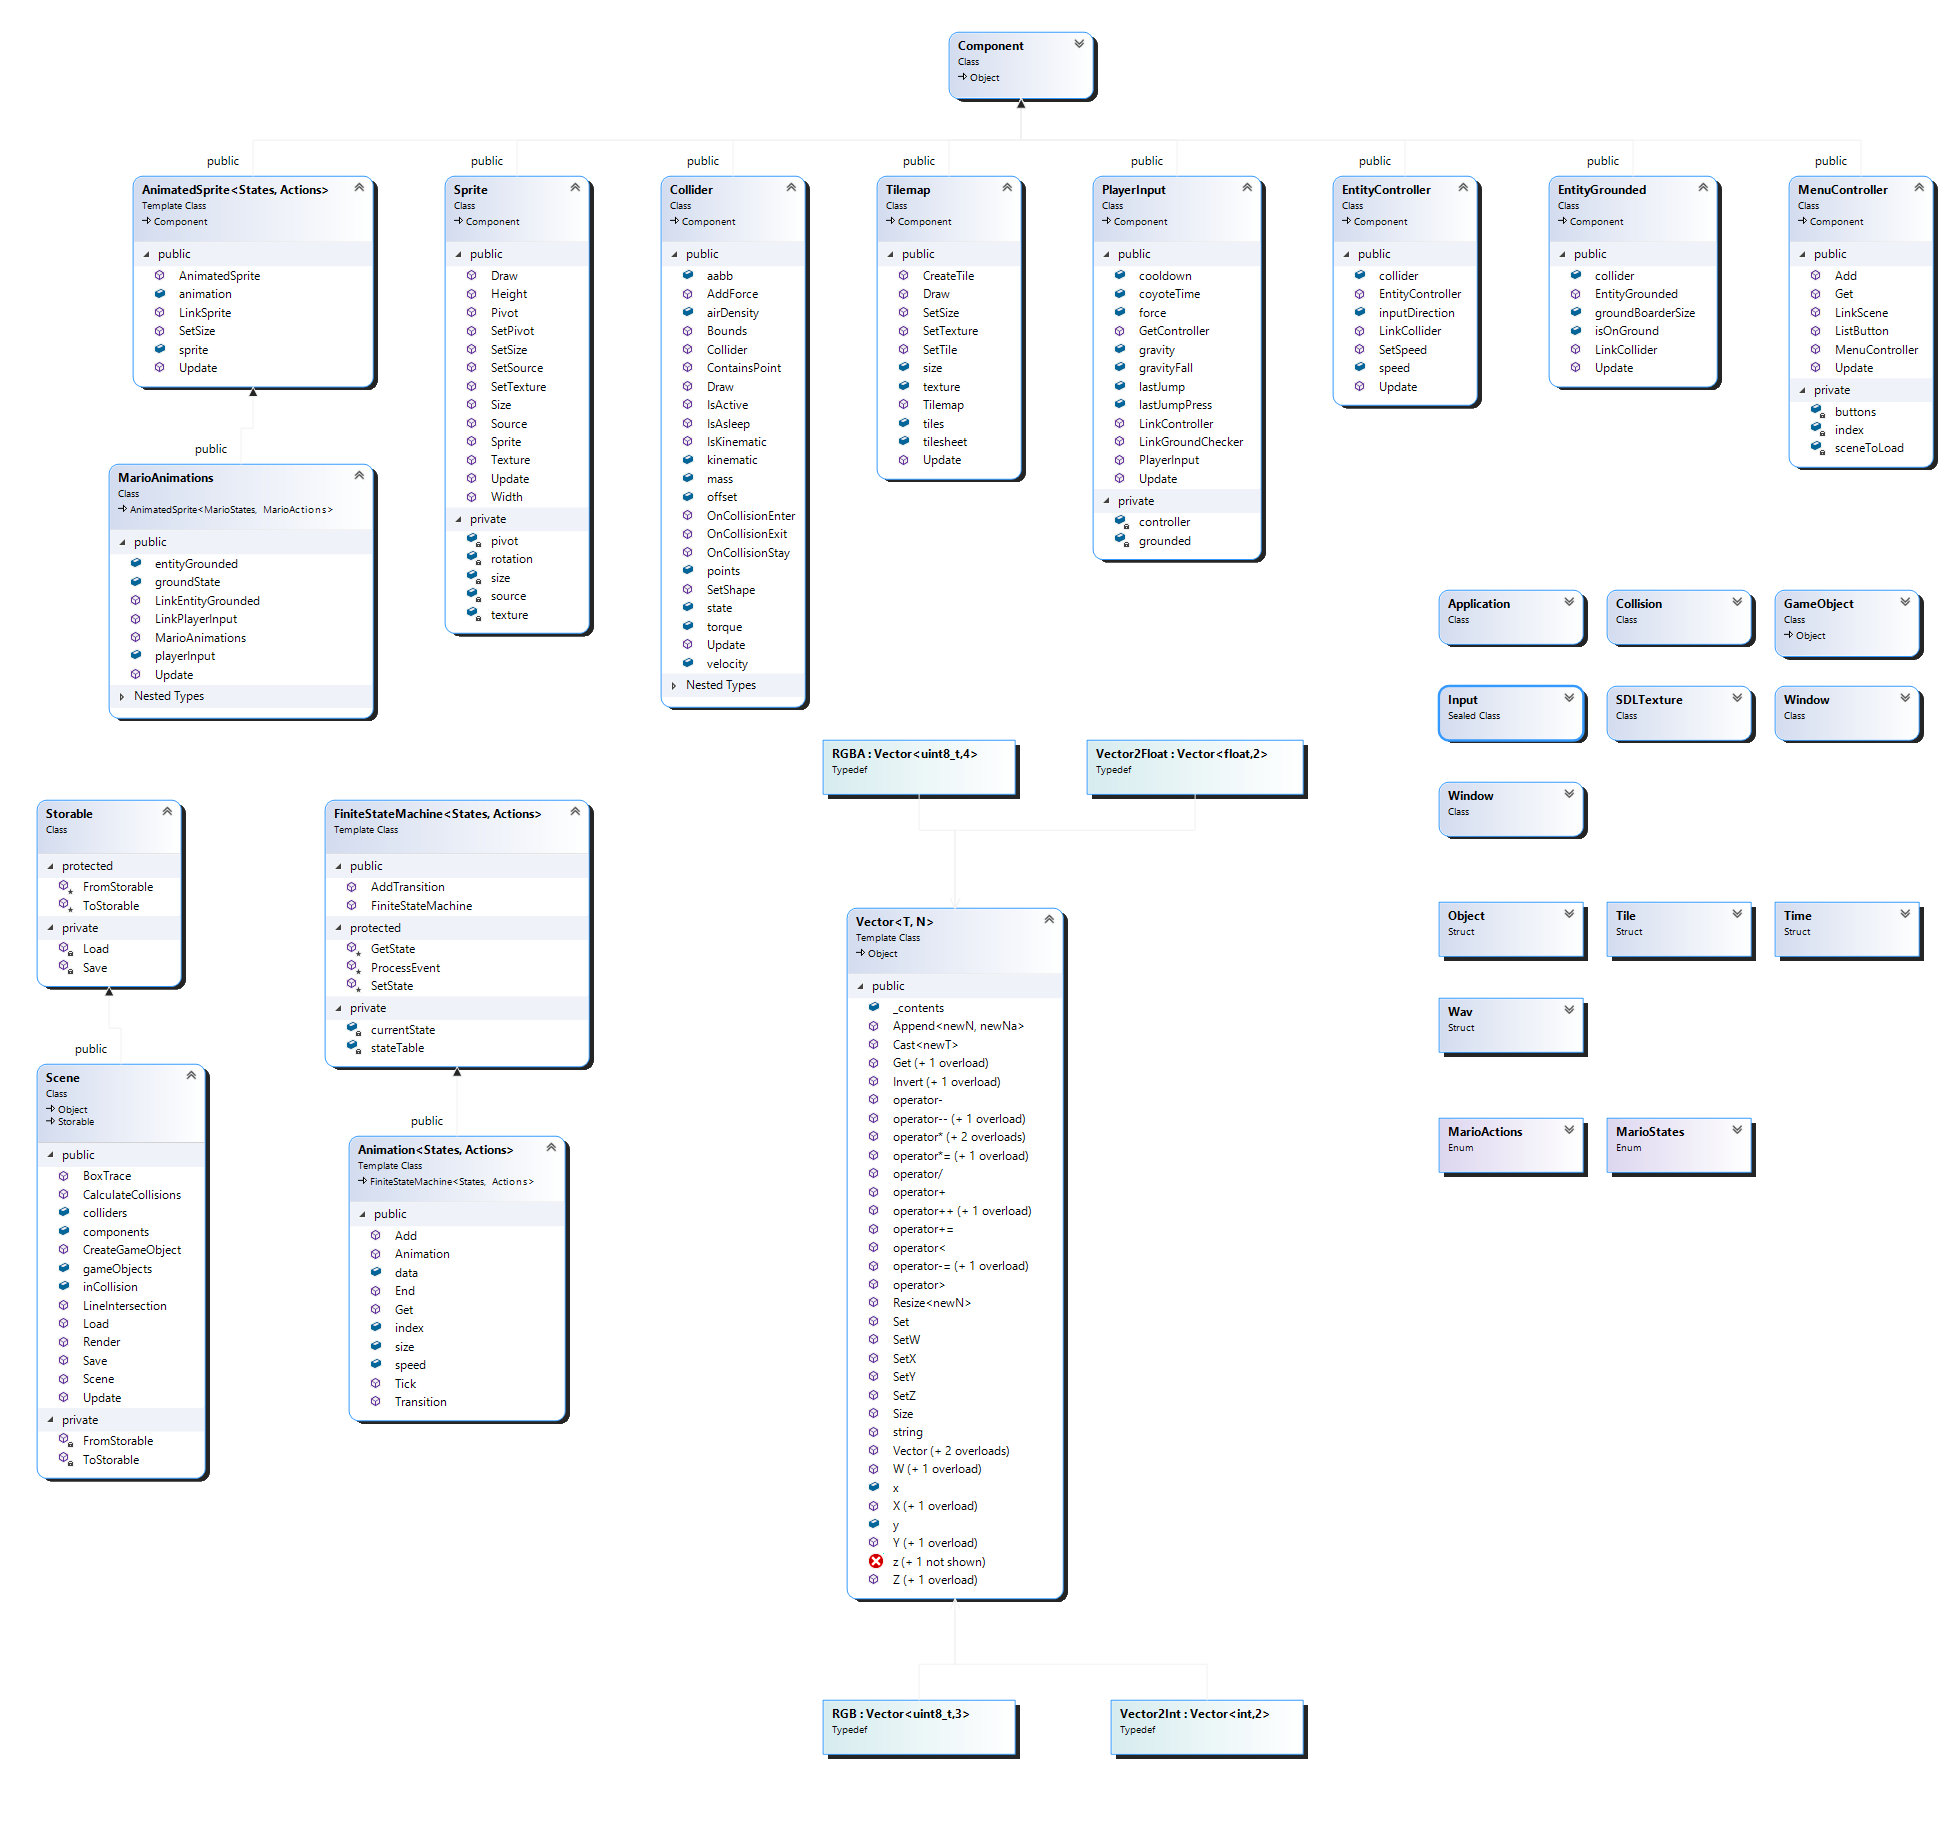 Component
Class
Object
public
AnimatedSprite<States, Actions>
Template Class
Component
public
AnimatedSprite
animation
LinkSprite
SetSize
sprite
Update
public
MarioAnimations
Class
AnimatedSprite<MarioStates, MarioActions>
public
entityGrounded
groundState
LinkEntityGrounded
LinkPlayerInput
MarioAnimations
playerInput
Update
Nested Types
public
Sprite
Class
Component
public
Draw
Height
Pivot
SetPivot
SetSize
SetSource
SetTexture
Size
Source
Sprite
Texture
Update
Width
private
pivot
rotation
size
source
texture
public
Collider
Class
Component
public
aabb
AddForce
airDensity
Bounds
Collider
ContainsPoint
Draw
IsActive
IsAsleep
IsKinematic
kinematic
mass
offset
OnCollisionEnter
OnCollisionExit
OnCollisionStay
points
SetShape
state
torque
Update
velocity
Nested Types
public
Tilemap
Class
Component
public
CreateTile
Draw
SetSize
SetTexture
SetTile
size
texture
Tilemap
tiles
tilesheet
Update
public
PlayerInput
Class
Component
public
cooldown
coyoteTime
force
GetController
gravity
gravityFall
lastJump
lastJumpPress
LinkController
LinkGroundChecker
PlayerInput
Update
private
controller
grounded
public
EntityController
Class
Component
public
collider
EntityController
inputDirection
LinkCollider
SetSpeed
speed
Update
public
EntityGrounded
Class
Component
public
collider
EntityGrounded
groundBoarderSize
isOnGround
LinkCollider
Update
public
MenuController
Class
Component
public
Add
Get
LinkScene
ListButton
MenuController
Update
private
buttons
index
sceneToLoad
Application
Class
Collision
Class
GameObject
Class
Object
Input
Sealed Class
SDLTexture
Class
Window
Class
Window
Class
Object
Struct
Tile
Struct
Time
Struct
Wav
Struct
MarioActions
Enum
MarioStates
Enum
Storable
Class
protected
FromStorable
ToStorable
private
Load
Save
public
Scene
Class
Object
Storable
public
BoxTrace
CalculateCollisions
colliders
components
CreateGameObject
gameObjects
inCollision
LineIntersection
Load
Render
Save
Scene
Update
private
FromStorable
ToStorable
FiniteStateMachine<States, Actions>
Template Class
public
AddTransition
FiniteStateMachine
protected
GetState
ProcessEvent
SetState
private
currentState
stateTable
public
Animation<States, Actions>
Template Class
FiniteStateMachine<States, Actions>
public
Add
Animation
data
End
Get
index
size
speed
Tick
Transition
RGBA : Vector<uint8_t,4>
Typedef
Vector2Float : Vector<float,2>
Typedef
Vector<T, N>
Template Class
Object
public
_contents
Append<newN, newNa>
Cast<newT>
Get (+ 1 overload)
Invert (+ 1 overload)
operator-
operator-- (+ 1 overload)
operator* (+ 2 overloads)
operator*= (+ 1 overload)
operator/
operator+
operator++ (+ 1 overload)
operator+=
operator<
operator-= (+ 1 overload)
operator>
Resize<newN>
Set
SetW
SetX
SetY
SetZ
Size
string
Vector (+ 2 overloads)
W (+ 1 overload)
x
X (+ 1 overload)
y
Y (+ 1 overload)
z (+ 1 not shown)
Z (+ 1 overload)
RGB : Vector<uint8_t,3>
Typedef
Vector2Int : Vector<int,2>
Typedef